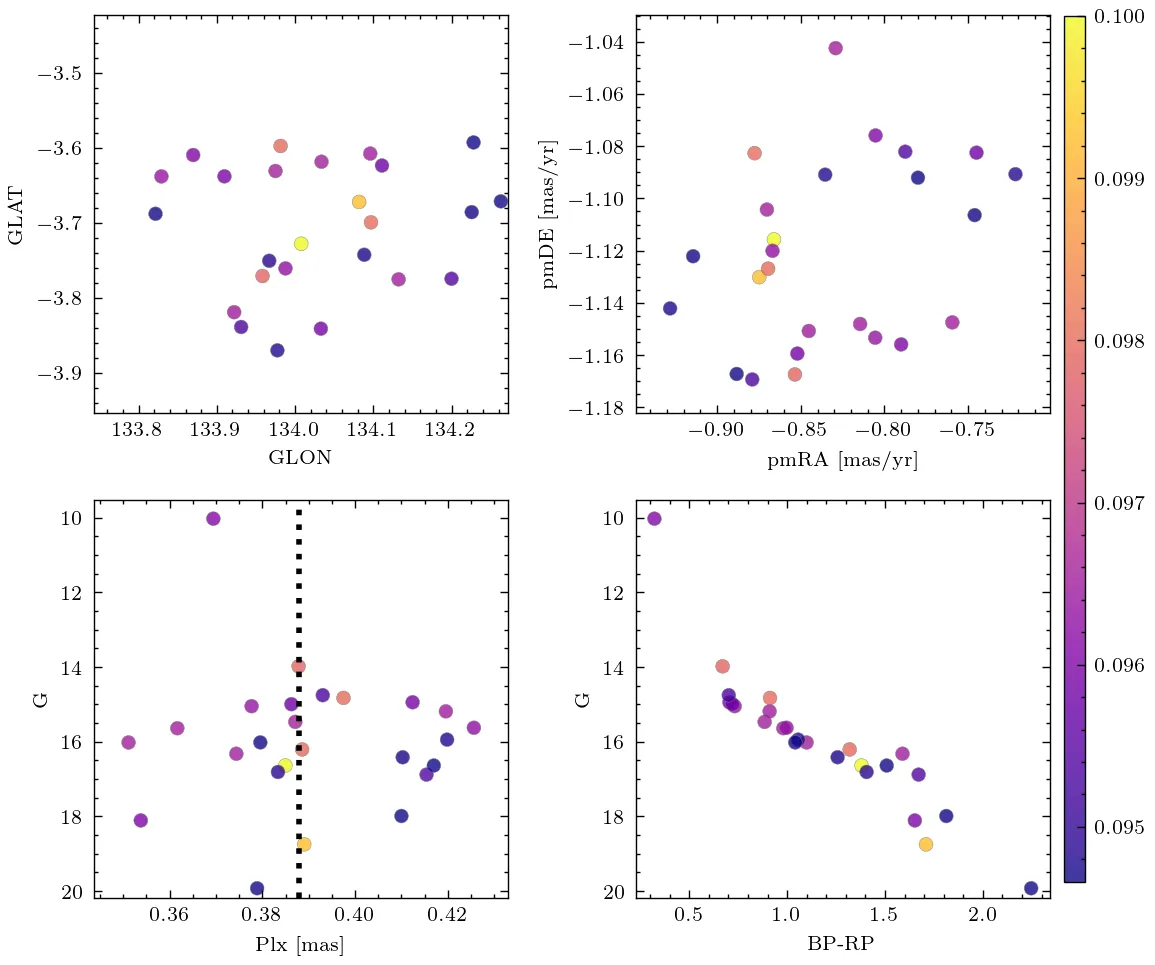 −3.5
−3.6
−3.7
−3.8
−3.9
GLAT
133.8 133.9 134.0 134.1 134.2
GLON
−1.04
−1.06
−1.08
−1.10
−1.12
−1.14
−1.16
−1.18
pmDE [mas/yr]
−0.90 −0.85 −0.80 −0.75
pmRA [mas/yr]
0.100
0.099
0.098
0.097
0.096
0.095
10
12
14
16
18
20
G
0.36 0.38 0.40 0.42
Plx [mas]
10
12
14
16
18
20
G
0.5 1.0 1.5 2.0
BP-RP